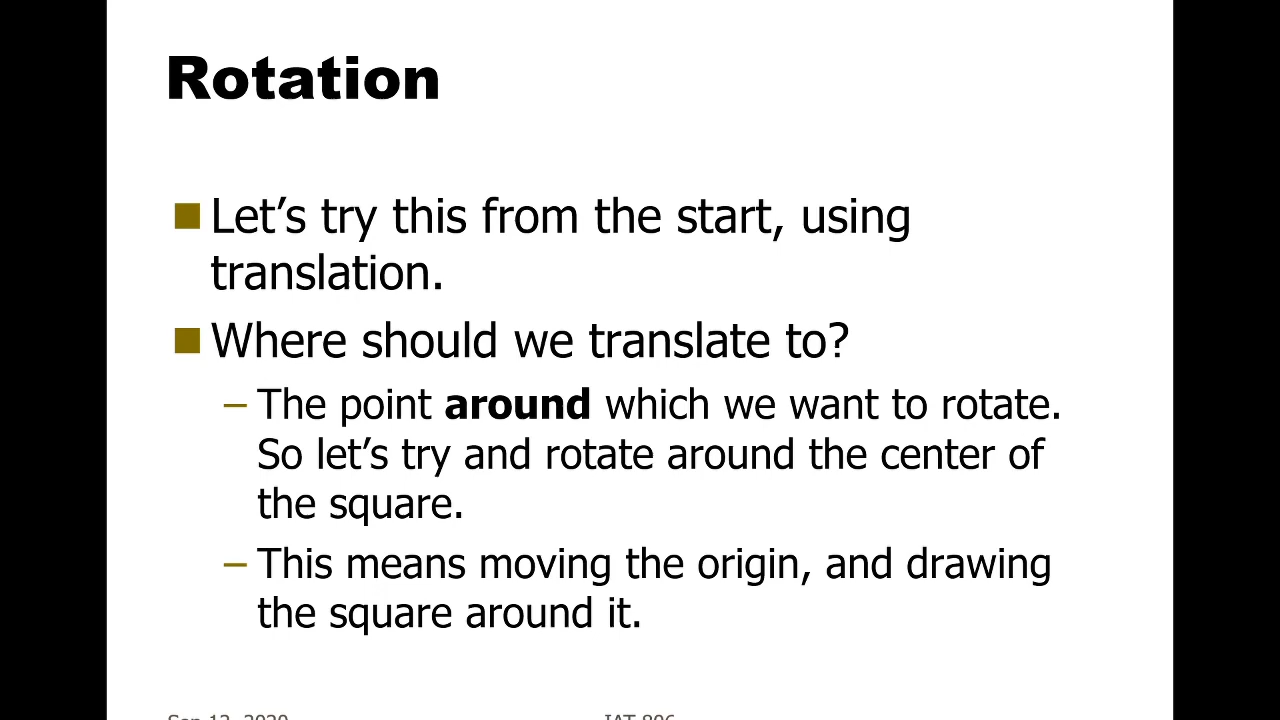 Rotation
Let’s try this from the start, using
translation.
Where should we translate to?
– The point around which we want to rotate.
So let’s try and rotate around the center of
the square.
– This means moving the origin, and drawing
the square around it.